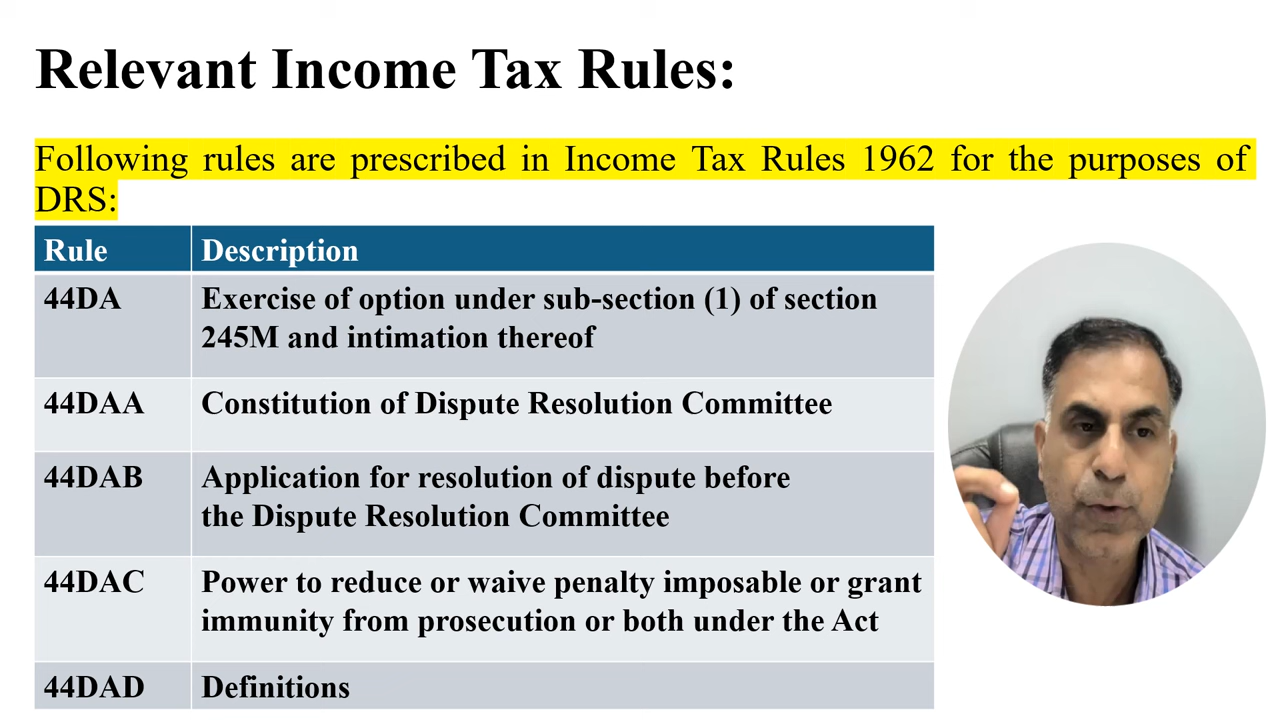 Relevant Income Tax Rules:
Following rules are prescribed in Income Tax Rules 1962 for the purposes of
DRS:
Rule Description
44DA Exercise of option under sub-section (1) of section
245M and intimation thereof
44DAA Constitution of Dispute Resolution Committee
44DAB Application for resolution of dispute before
the Dispute Resolution Committee
44DAC Power to reduce or waive penalty imposable or grant
immunity from prosecution or both under the Act
44DAD Definitions